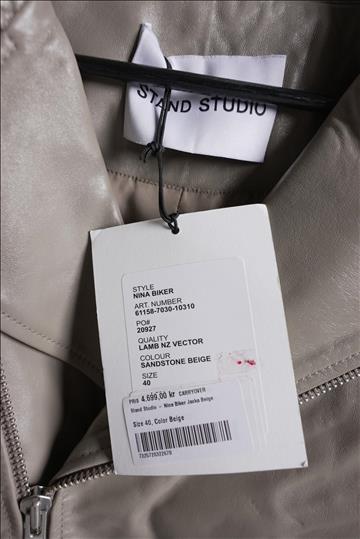 STAND STUDIO
STYLE
NINA BIKER
ART. NUMBER
61158-7030-10310
PO#
20927
QUALITY
LAMB NZ VECTOR
COLOUR
SANDSTONE BEIGE
SIZE
40
PRIS 4.699,00 kr CARRYOVER
Stand Studio - Nina Biker Jacka Beige
Size 40, Color Beige